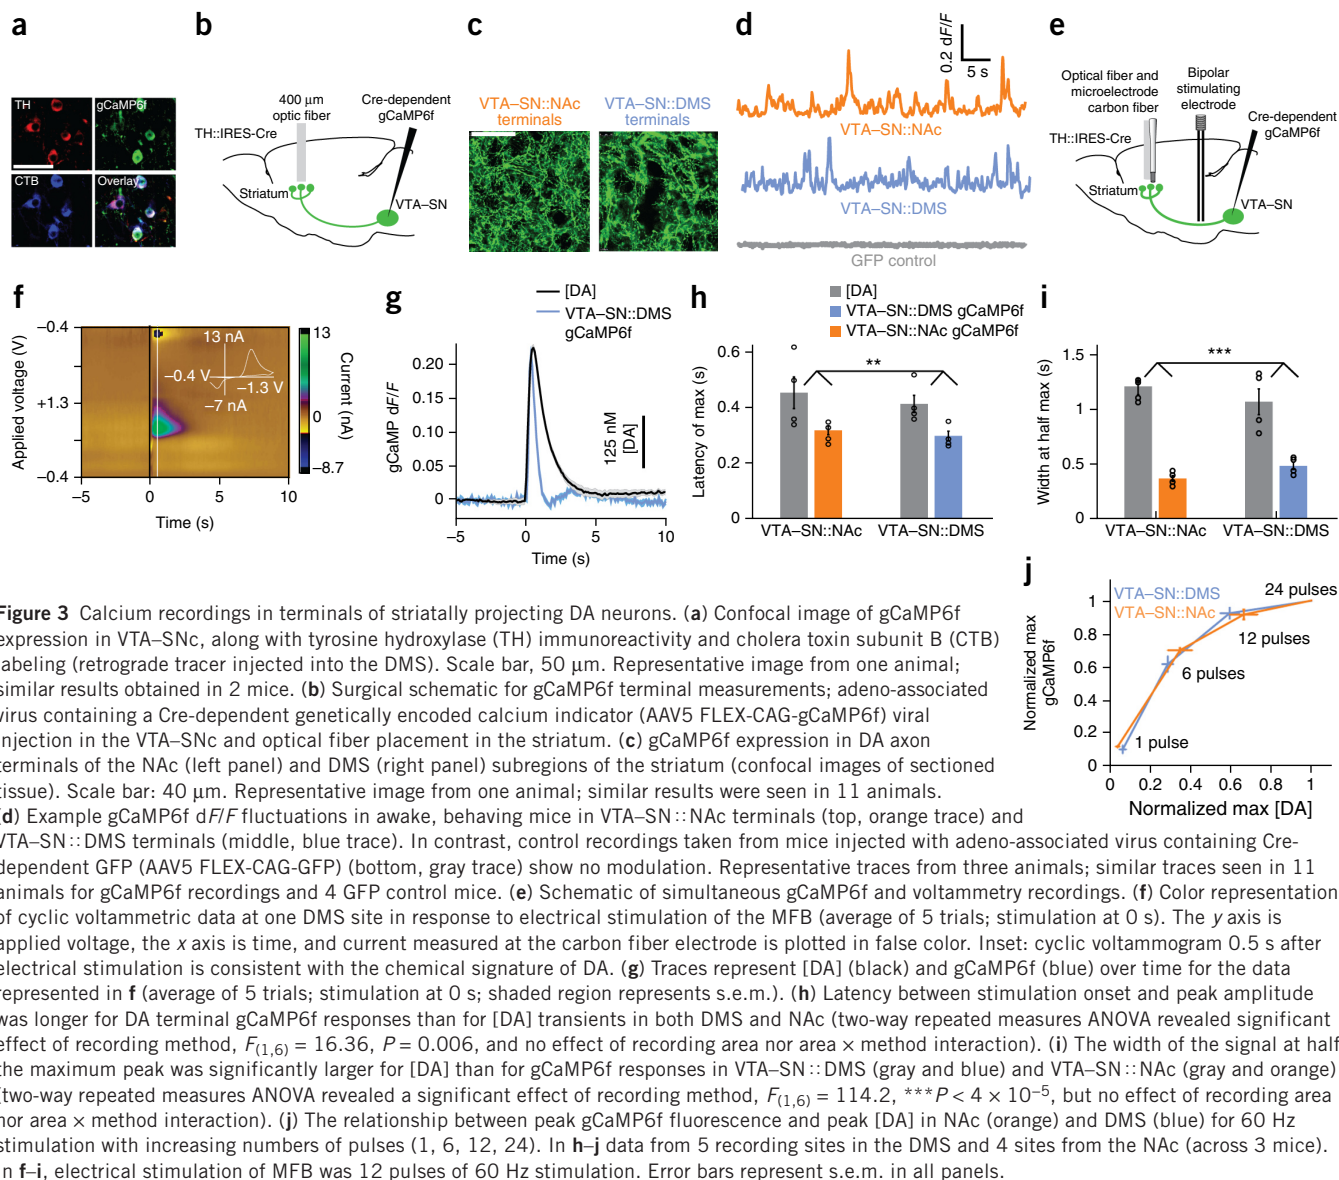 a
b
c
d
e
TH
gCaMP6f
CTB
Overlay
400 μm
optic fiber
Cre-dependent
gCaMP6f
TH::IRES-Cre
Striatum
VTA–SN
VTA–SN::NAc
terminals
VTA–SN::DMS
terminals
0.2 dF/F
5 s
VTA–SN::NAc
VTA–SN::DMS
GFP control
Optical fiber and
microelectrode
carbon fiber
Bipolar
stimulating
electrode
Cre-dependent
gCaMP6f
TH::IRES-Cre
Striatum
VTA–SN
f
Applied voltage (V)
–0.4
+1.3
–0.4
13 nA
–0.4 V
–1.3 V
–7 nA
–5
0
5
10
Time (s)
13
0
–8.7
Current (nA)
g
[DA]
VTA–SN::DMS
gCaMP6f
gCaMP dF/F
0.20
0.15
0.10
0.05
0
125 nM
[DA]
–5
0
5
10
Time (s)
h
[DA]
VTA–SN::DMS gCaMP6f
VTA–SN::NAc gCaMP6f
Latency of max (s)
0.6
0.4
0.2
0
**
VTA–SN::NAc
VTA–SN::DMS
i
Width at half max (s)
1.5
1
0.5
0
***
VTA–SN::NAc
VTA–SN::DMS
j
VTA–SN::DMS
VTA–SN::NAc
24 pulses
12 pulses
6 pulses
1 pulse
Normalized max
gCaMP6f
1
0.8
0.6
0.4
0.2
0
0
0.2
0.4
0.6
0.8
1
Normalized max [DA]
Figure 3 Calcium recordings in terminals of striatally projecting DA neurons. (a) Confocal image of gCaMP6f
expression in VTA–SNc, along with tyrosine hydroxylase (TH) immunoreactivity and cholera toxin subunit B (CTB)
labeling (retrograde tracer injected into the DMS). Scale bar, 50 μm. Representative image from one animal;
similar results obtained in 2 mice. (b) Surgical schematic for gCaMP6f terminal measurements; adeno-associated
virus containing a Cre-dependent genetically encoded calcium indicator (AAV5 FLEX-CAG-gCaMP6f) viral
injection in the VTA–SNc and optical fiber placement in the striatum. (c) gCaMP6f expression in DA axon
terminals of the NAc (left panel) and DMS (right panel) subregions of the striatum (confocal images of sectioned
tissue). Scale bar: 40 μm. Representative image from one animal; similar results were seen in 11 animals.
(d) Example gCaMP6f dF/F fluctuations in awake, behaving mice in VTA–SN::NAc terminals (top, orange trace) and
VTA–SN::DMS terminals (middle, blue trace). In contrast, control recordings taken from mice injected with adeno-associated virus containing Cre-
dependent GFP (AAV5 FLEX-CAG-GFP) (bottom, gray trace) show no modulation. Representative traces from three animals; similar traces seen in 11
animals for gCaMP6f recordings and 4 GFP control mice. (e) Schematic of simultaneous gCaMP6f and voltammetry recordings. (f) Color representation
of cyclic voltammetric data at one DMS site in response to electrical stimulation of the MFB (average of 5 trials; stimulation at 0 s). The y axis is
applied voltage, the x axis is time, and current measured at the carbon fiber electrode is plotted in false color. Inset: cyclic voltammogram 0.5 s after
electrical stimulation is consistent with the chemical signature of DA. (g) Traces represent [DA] (black) and gCaMP6f (blue) over time for the data
represented in f (average of 5 trials; stimulation at 0 s; shaded region represents s.e.m.). (h) Latency between stimulation onset and peak amplitude
was longer for DA terminal gCaMP6f responses than for [DA] transients in both DMS and NAc (two-way repeated measures ANOVA revealed significant
effect of recording method, F(1,6) = 16.36, P = 0.006, and no effect of recording area nor area × method interaction). (i) The width of the signal at half
the maximum peak was significantly larger for [DA] than for gCaMP6f responses in VTA–SN::DMS (gray and blue) and VTA–SN::NAc (gray and orange)
(two-way repeated measures ANOVA revealed a significant effect of recording method, F(1,6) = 114.2, ***P < 4 × 10–5, but no effect of recording area
nor area × method interaction). (j) The relationship between peak gCaMP6f fluorescence and peak [DA] in NAc (orange) and DMS (blue) for 60 Hz
stimulation with increasing numbers of pulses (1, 6, 12, 24). In h–j data from 5 recording sites in the DMS and 4 sites from the NAc (across 3 mice).
In f–i, electrical stimulation of MFB was 12 pulses of 60 Hz stimulation. Error bars represent s.e.m. in all panels.